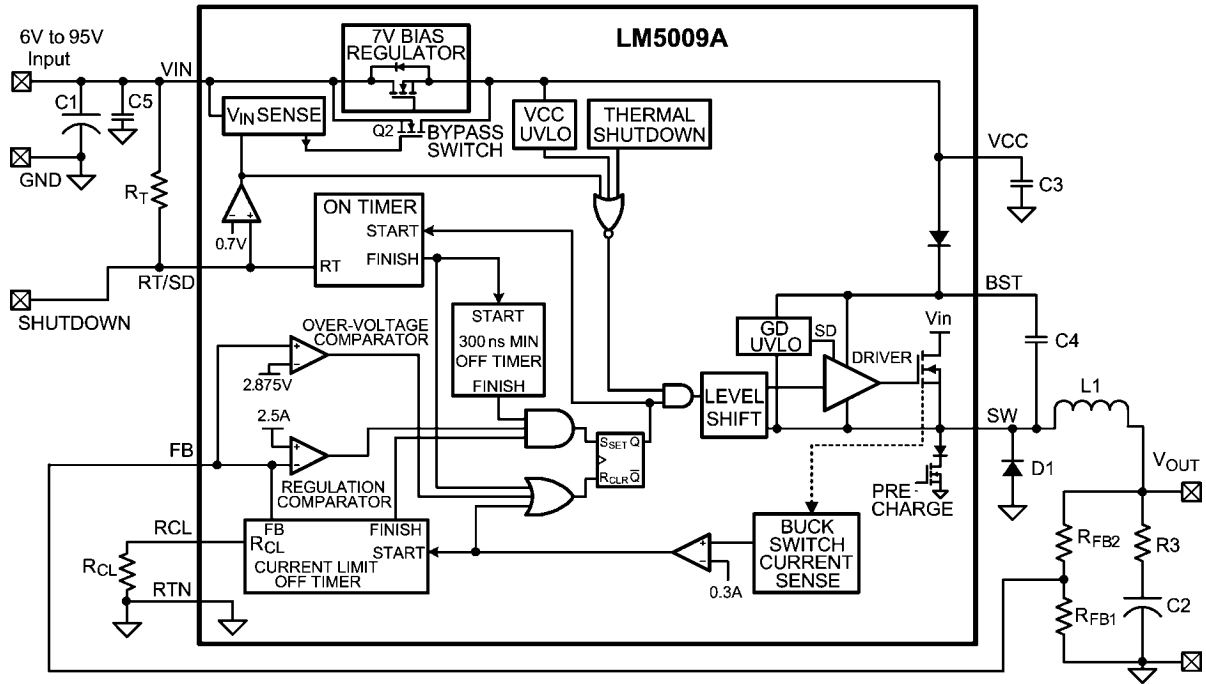 LM5009A
6V to 95V
Input
VIN
C1
C5
GND
RT
SHUTDOWN
RT/SD
7V BIAS
REGULATOR
VIN SENSE
Q2
BYPASS
SWITCH
VCC
UVLO
THERMAL
SHUTDOWN
VCC
C3
0.7V
ON TIMER
START
RT
FINISH
START
300 ns MIN
OFF TIMER
FINISH
OVER-VOLTAGE
COMPARATOR
2.875V
2.5A
FB
REGULATION
COMPARATOR
S SET Q
R CLR Q̅
LEVEL
SHIFT
GD
UVLO
SD
DRIVER
Vin
BST
C4
SW
L1
D1
VOUT
PRE-
CHARGE
RCL
RCL
RTN
FB
FINISH
RCL
START
CURRENT LIMIT
OFF TIMER
0.3A
BUCK
SWITCH
CURRENT
SENSE
RFB2
R3
RFB1
C2
+
-
+
-
+
-
+
-